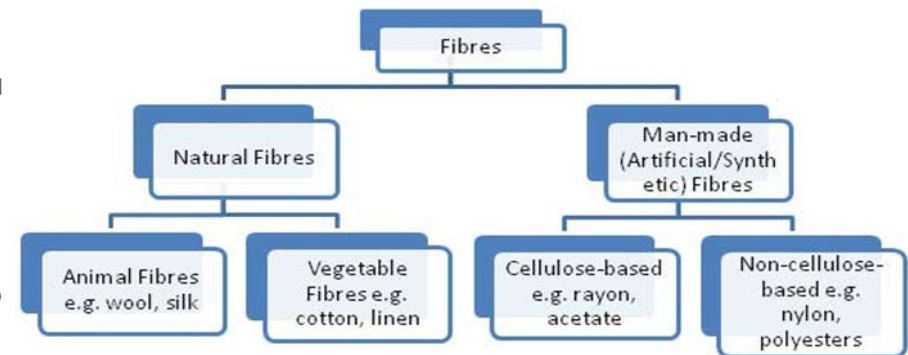 Fibres
Natural Fibres
Man-made
(Artificial/Synth
etic) Fibres
Animal Fibres
e.g. wool, silk
Vegetable
Fibres e.g.
cotton, linen
Cellulose-based
e.g. rayon,
acetate
Non-cellulose-
based e.g.
nylon,
polyesters